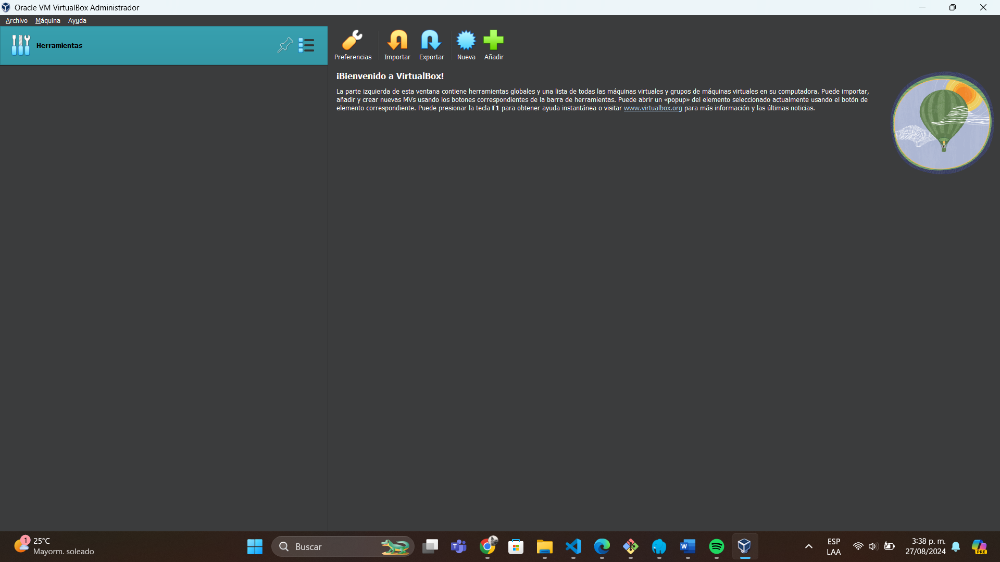 Oracle VM VirtualBox Administrador
Archivo Máquina Ayuda
Herramientas
Preferencias Importar Exportar Nueva Añadir
¡Bienvenido a VirtualBox!
La parte izquierda de esta ventana contiene herramientas globales y una lista de todas las máquinas virtuales y grupos de máquinas virtuales en su computadora. Puede importar,
añadir y crear nuevas MVs usando los botones correspondientes de la barra de herramientas. Puede abrir un «popup» del elemento seleccionado actualmente usando el botón de
elemento correspondiente. Puede presionar la tecla F1 para obtener ayuda instantánea o visitar www.virtualbox.org para más información y las últimas noticias.
1
25°C
Mayorm. soleado
Buscar
T
W
ESP
LAA
3:38 p. m.
27/08/2024
PRE